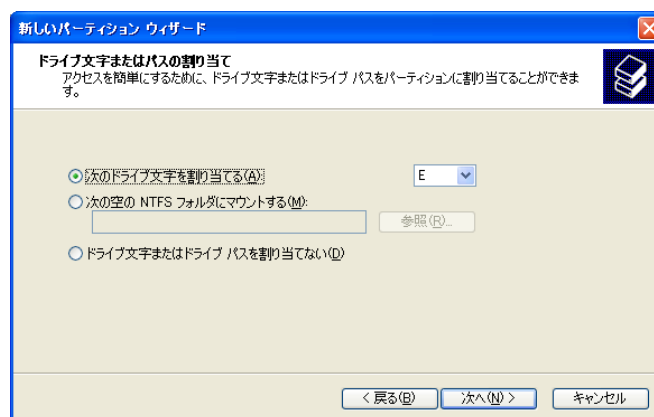 新しいパーティション ウィザード
ドライブ文字またはパスの割り当て
アクセスを簡単にするために、ドライブ文字またはドライブ パスをパーティションに割り当てることができま
す。
次のドライブ文字を割り当てる(A):
E
次の空の NTFS フォルダにマウントする(M):
参照(R)...
ドライブ文字またはドライブ パスを割り当てない(D)
< 戻る(B)
次へ(N) >
キャンセル